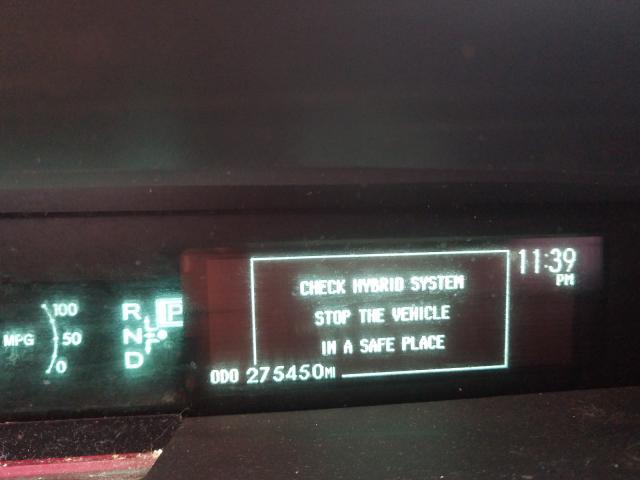 11:39
PM
CHECK HYBRID SYSTEM
STOP THE VEHICLE
IN A SAFE PLACE
ODO 275450MI
100
MPG 50
0
R P
N
D